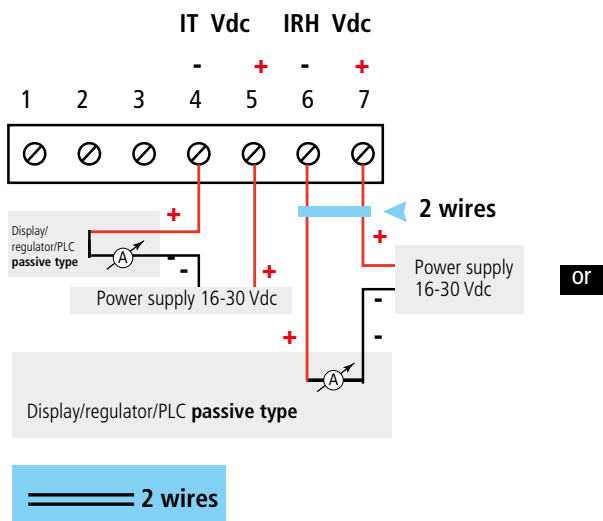 IT Vdc IRH Vdc
- + - +
1 2 3 4 5 6 7
2 wires
+
Display/
regulator/PLC
passive type
A
-
-
+
Power supply 16-30 Vdc
+
Power supply
16-30 Vdc
-
or
+
-
A
Display/regulator/PLC passive type
2 wires